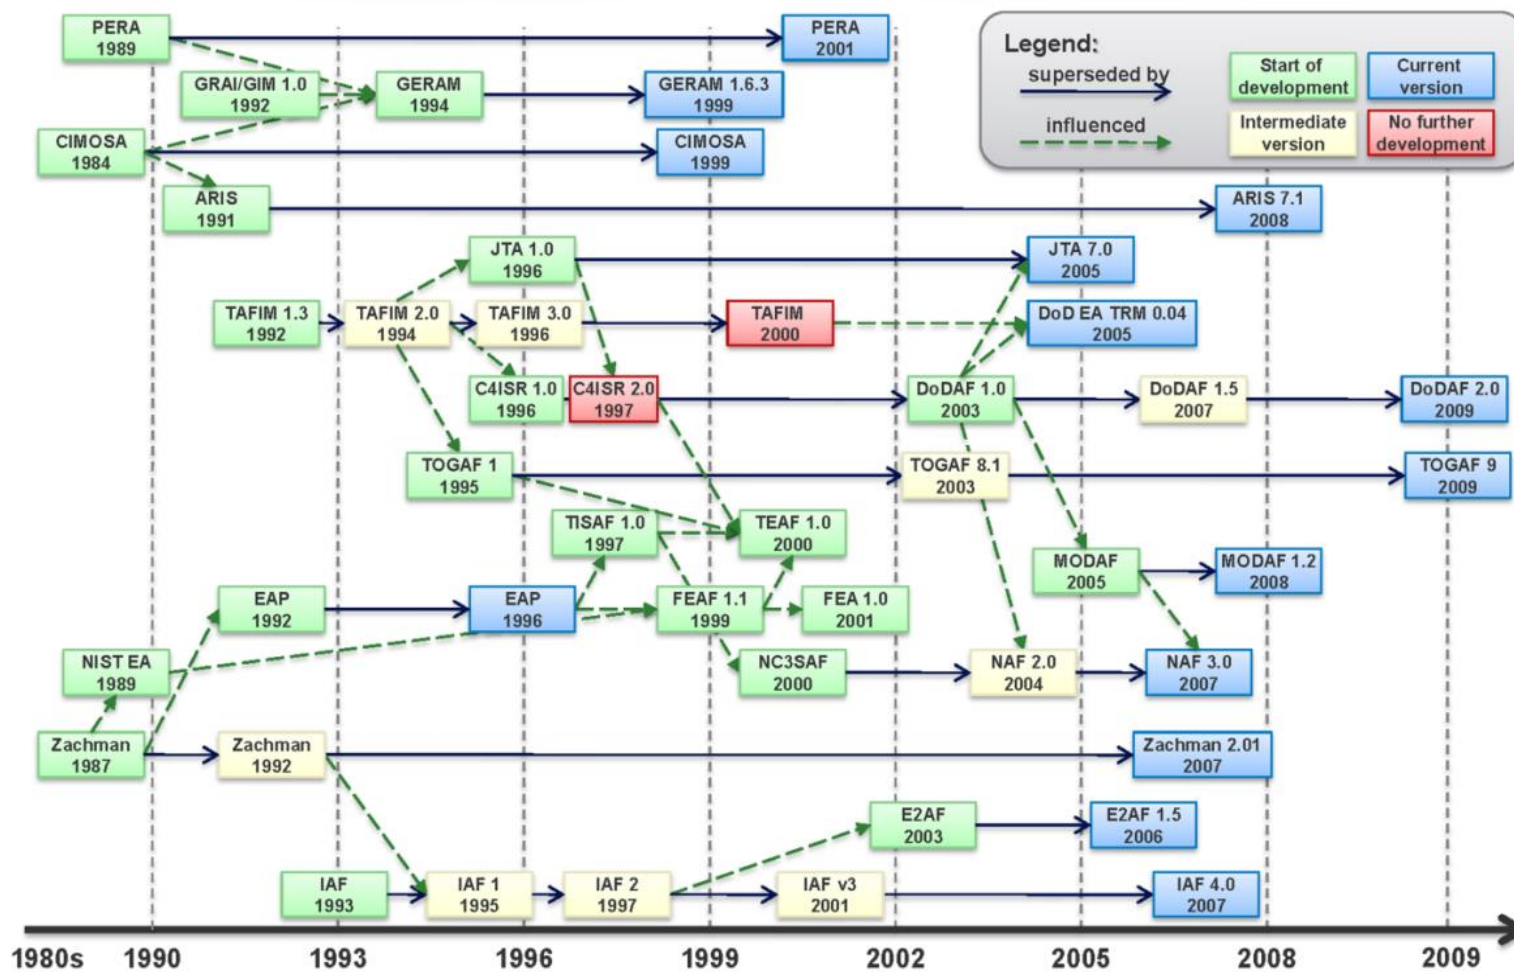 PERA
1989
PERA
2001
Legend:
superseded by
influenced
Start of
development
Current
version
Intermediate
version
No further
development
GRAI/GIM 1.0
1992
GERAM
1994
GERAM 1.6.3
1999
CIMOSA
1984
CIMOSA
1999
ARIS
1991
ARIS 7.1
2008
JTA 1.0
1996
JTA 7.0
2005
TAFIM 1.3
1992
TAFIM 2.0
1994
TAFIM 3.0
1996
TAFIM
2000
DoD EA TRM 0.04
2005
C4ISR 1.0
1996
C4ISR 2.0
1997
DoDAF 1.0
2003
DoDAF 1.5
2007
DoDAF 2.0
2009
TOGAF 1
1995
TOGAF 8.1
2003
TOGAF 9
2009
TISAF 1.0
1997
TEAF 1.0
2000
MODAF
2005
MODAF 1.2
2008
EAP
1992
EAP
1996
FEAF 1.1
1999
FEA 1.0
2001
NIST EA
1989
NC3SAF
2000
NAF 2.0
2004
NAF 3.0
2007
Zachman
1987
Zachman
1992
Zachman 2.01
2007
E2AF
2003
E2AF 1.5
2006
IAF
1993
IAF 1
1995
IAF 2
1997
IAF v3
2001
IAF 4.0
2007
1980s 1990 1993 1996 1999 2002 2005 2008 2009